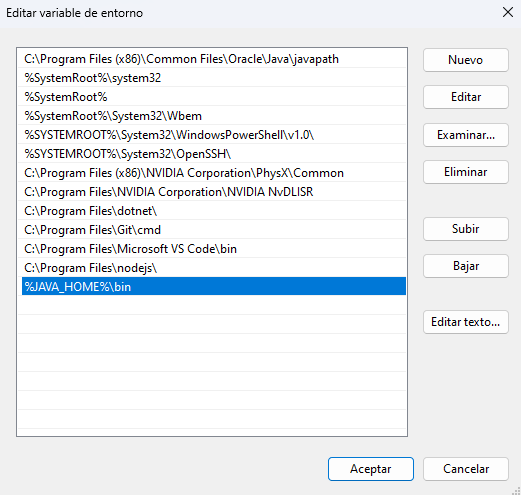 Editar variable de entorno
C:\Program Files (x86)\Common Files\Oracle\Java\javapath
%SystemRoot%\system32
%SystemRoot%
%SystemRoot%\System32\Wbem
%SYSTEMROOT%\System32\WindowsPowerShell\v1.0\
%SYSTEMROOT%\System32\OpenSSH\
C:\Program Files (x86)\NVIDIA Corporation\PhysX\Common
C:\Program Files\NVIDIA Corporation\NVIDIA NvDLISR
C:\Program Files\dotnet\
C:\Program Files\Git\cmd
C:\Program Files\Microsoft VS Code\bin
C:\Program Files\nodejs\
%JAVA_HOME%\bin
Nuevo
Editar
Examinar...
Eliminar
Subir
Bajar
Editar texto...
Aceptar
Cancelar